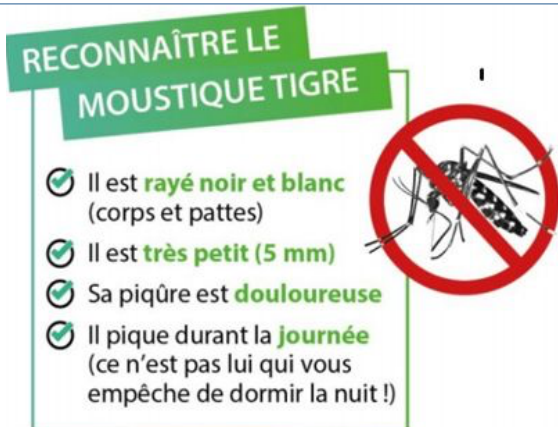 RECONNAÎTRE LE
MOUSTIQUE TIGRE
Il est rayé noir et blanc
(corps et pattes)
Il est très petit (5 mm)
Sa piqûre est douloureuse
Il pique durant la journée
(ce n'est pas lui qui vous
empêche de dormir la nuit !)